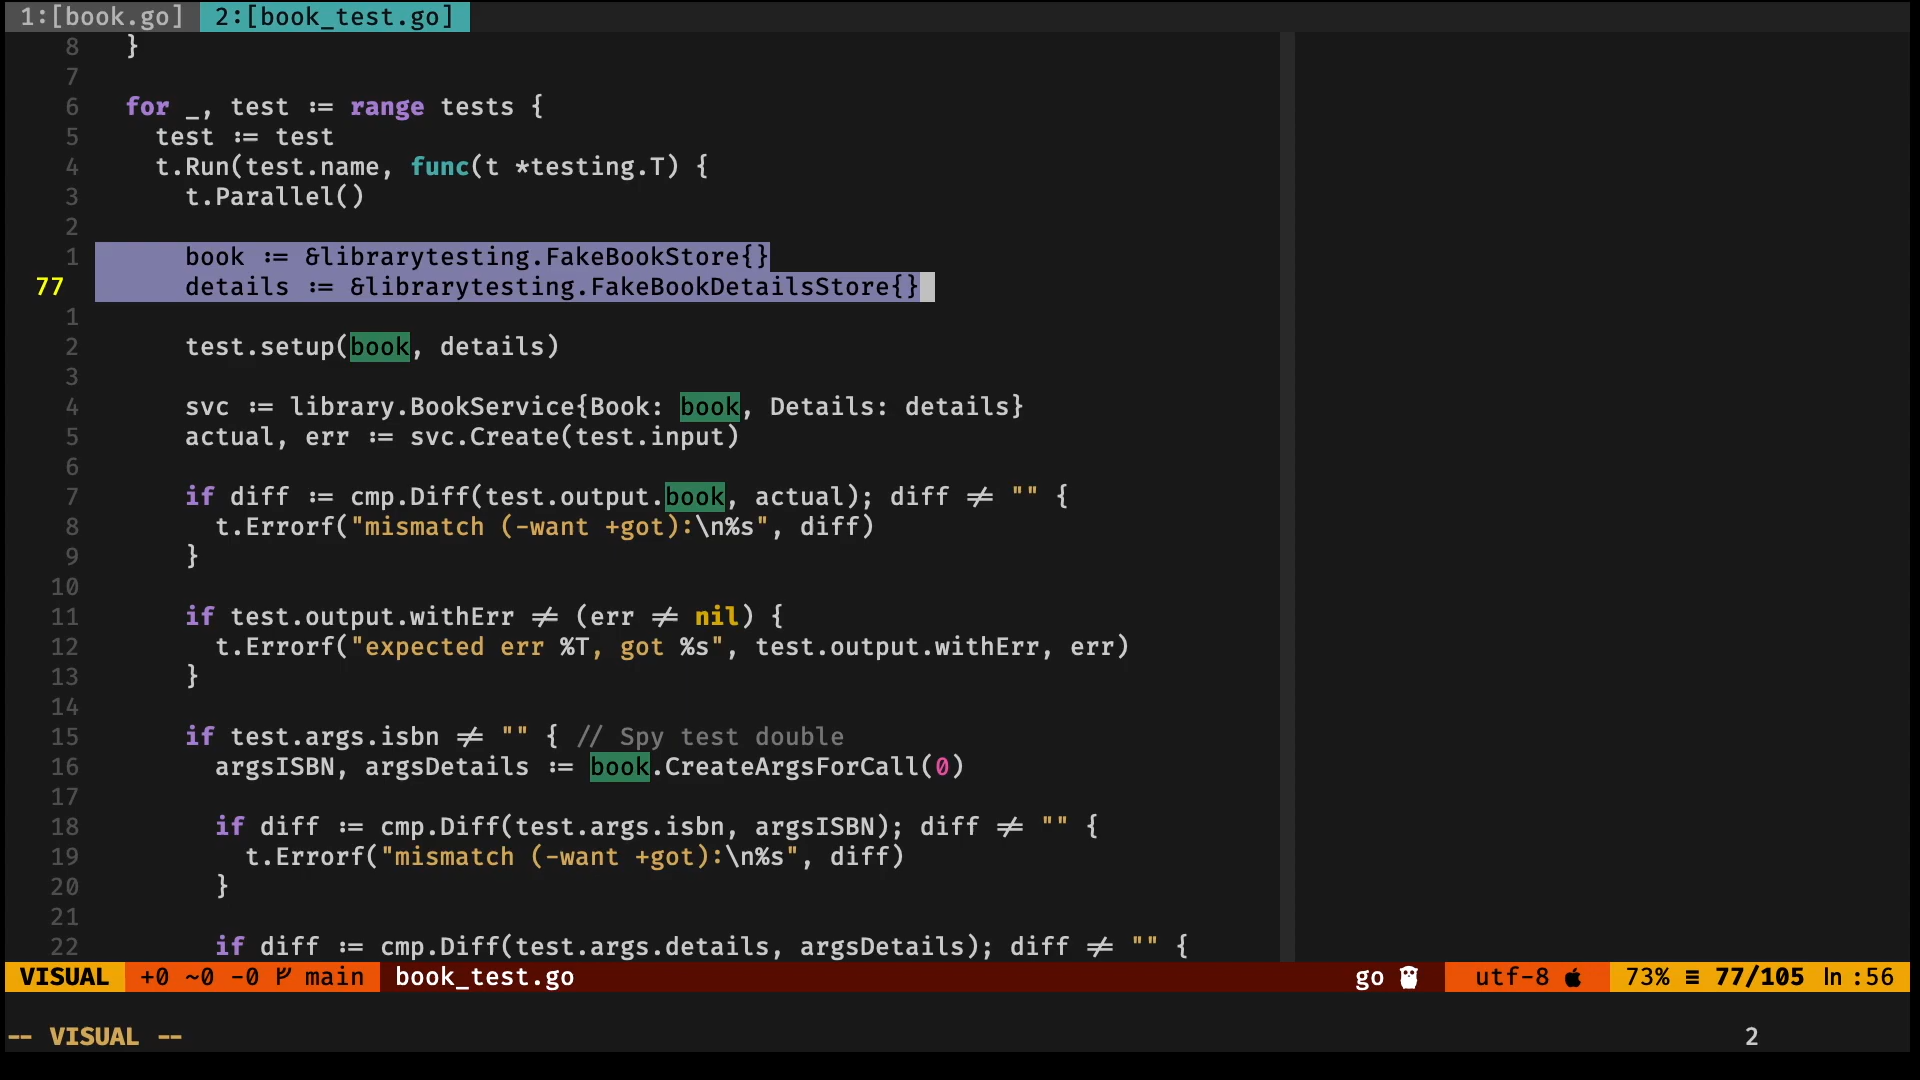 1:[book.go] 2:[book_test.go]
8 }
7
6 for _, test := range tests {
5 test := test
4 t.Run(test.name, func(t *testing.T) {
3 t.Parallel()
2
1 book := &librarytesting.FakeBookStore{}
77 details := &librarytesting.FakeBookDetailsStore{}
1
2 test.setup(book, details)
3
4 svc := library.BookService{Book: book, Details: details}
5 actual, err := svc.Create(test.input)
6
7 if diff := cmp.Diff(test.output.book, actual); diff != "" {
8 t.Errorf("mismatch (-want +got):\n%s", diff)
9 }
10
11 if test.output.withErr != (err != nil) {
12 t.Errorf("expected err %T, got %s", test.output.withErr, err)
13 }
14
15 if test.args.isbn != "" { // Spy test double
16 argsISBN, argsDetails := book.CreateArgsForCall(0)
17
18 if diff := cmp.Diff(test.args.isbn, argsISBN); diff != "" {
19 t.Errorf("mismatch (-want +got):\n%s", diff)
20 }
21
22 if diff := cmp.Diff(test.args.details, argsDetails); diff != "" {
VISUAL +0 ~0 -0 main book_test.go go utf-8 73% ≡ 77/105 ln :56
-- VISUAL -- 2